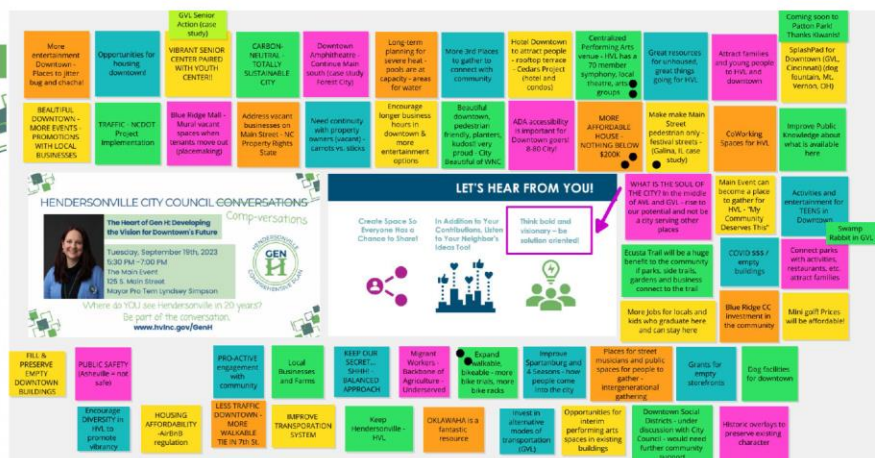 GVL Senior
Action (case
study)
Coming soon to
Patton Park!
Thanks Kiwanis!
More
entertainment
Downtown -
Places to jitter
bug and chacha!
Opportunities for
housing
downtown!
VIBRANT SENIOR
CENTER PAIRED
WITH YOUTH
CENTER!!
CARBON-
NEUTRAL -
TOTALLY
SUSTAINABLE
CITY
Downtown
Amphitheatre -
Continue Main
south (case study
Forest City)
Long-term
planning for
severe heat -
pools are at
capacity - areas
for water
More 3rd Places
to gather to
connect with
community
Hotel Downtown
to attract people
- rooftop terrace
- Cedars Project
(hotel and
condos)
Centralized
Performing Arts
venue - HVL has a
70 member
symphony, local
theatre, arts
groups
Great resources
for unhoused,
great things
going for HVL
Attract families
and young
people to HVL
and downtown
SplashPad for
Downtown (GVL,
Cincinnati) (dog
fountain, Mt.
Vernon, OH)
BEAUTIFUL
DOWNTOWN -
MORE EVENTS -
PROMOTIONS
WITH LOCAL
BUSINESSES
TRAFFIC - NCDOT
Project
Implementation
Blue Ridge Mall -
Mural vacant
spaces when
tenants move out
(placemaking)
Address vacant
businesses on
Main Street - NC
Property Rights
State
Need continuity
with property
owners (vacant) -
carrots vs. sticks
Encourage
longer business
hours in
downtown &
more
entertainment
options
Beautiful
downtown,
pedestrian
friendly, planters,
kudos!! very
proud - City
Beautiful of WNC
ADA accessibility
is important for
Downtown goers!
8-80 City!
MORE
AFFORDABLE
HOUSE -
NOTHING BELOW
$200K
Make make Main
Street
pedestrian only -
festival streets -
(Galina, IL case
study)
CoWorking
Spaces for HVL
Improve Public
Knowledge about
what is available
here
HENDERSONVILLE CITY COUNCIL CONVERSATIONS
Comp-versations
The Heart of Gen H: Developing
the Vision for Downtown's Future
Tuesday, September 19th, 2023
5:30 PM - 7:00 PM
The Main Event
125 S. Main Street
Mayor Pro Tem Lyndsey Simpson
HENDERSONVILLE
GEN
H
COMPREHENSIVE PLAN
Where do YOU see Hendersonville in 20 years?
Be part of the conversation.
www.hvlnc.gov/GenH
LET'S HEAR FROM YOU!
Create Space So
Everyone Has a
Chance to Share!
In Addition to Your
Contributions, Listen
to Your Neighbor's
Ideas Too!
Think bold and
visionary – be
solution oriented!
WHAT IS THE SOUL OF
THE CITY? In the middle
of AVL and GVL - rise to
our potential and not be
a city serving other
places
Main Event can
become a place to
gather for HVL - "My
Community
Deserves This"
Activities and
entertainment for
TEENS in
Downtown
Swamp
Rabbit in GVL
Ecusta Trail will be a huge
benefit to the community
if parks, side trails,
gardens and business
connect to the trail
COVID $$$ /
empty
buildings
Connect parks
with activities,
restaurants, etc.
attract families
More Jobs for locals and
kids who graduate here
and can stay here
Blue Ridge CC
investment in
the community
Mini golf! Prices
will be affordable!
FILL &
PRESERVE
EMPTY
DOWNTOWN
BUILDINGS
PUBLIC SAFETY
(Asheville = not
safe)
PRO-ACTIVE
engagement with
community
Local
Businesses
and Farms
KEEP OUR
SECRET...
SHHH! -
BALANCED
APPROACH
Migrant
Workers -
Backbone of
Agriculture -
Underserved
Expand
walkable,
bikeable - more
bike trials, more
bike racks
Improve
Spartanburg and
4 Seasons - how
people come
into the city
Places for street
musicians and public
spaces for people to
gather -
intergenerational
gathering
Grants for
empty
storefronts
Dog facilities
for downtown
Encourage
DIVERSITY in
HVL to
promote
vibrancy
HOUSING
AFFORDABILITY
-AirBnB
regulation
LESS TRAFFIC
DOWNTOWN -
MORE
WALKABLE
TIE IN 7th St.
IMPROVE
TRANSPORATION
SYSTEM
Keep
Hendersonville -
HVL
OKLAWAHA is a
fantastic
resource
Invest in
alternative
modes of
transportation
(GVL)
Opportunities for
interim
performing arts
spaces in existing
buildings
Downtown Social
Districts - under
discussion with City
Council - would need
further community
Historic overlays to
preserve existing
character